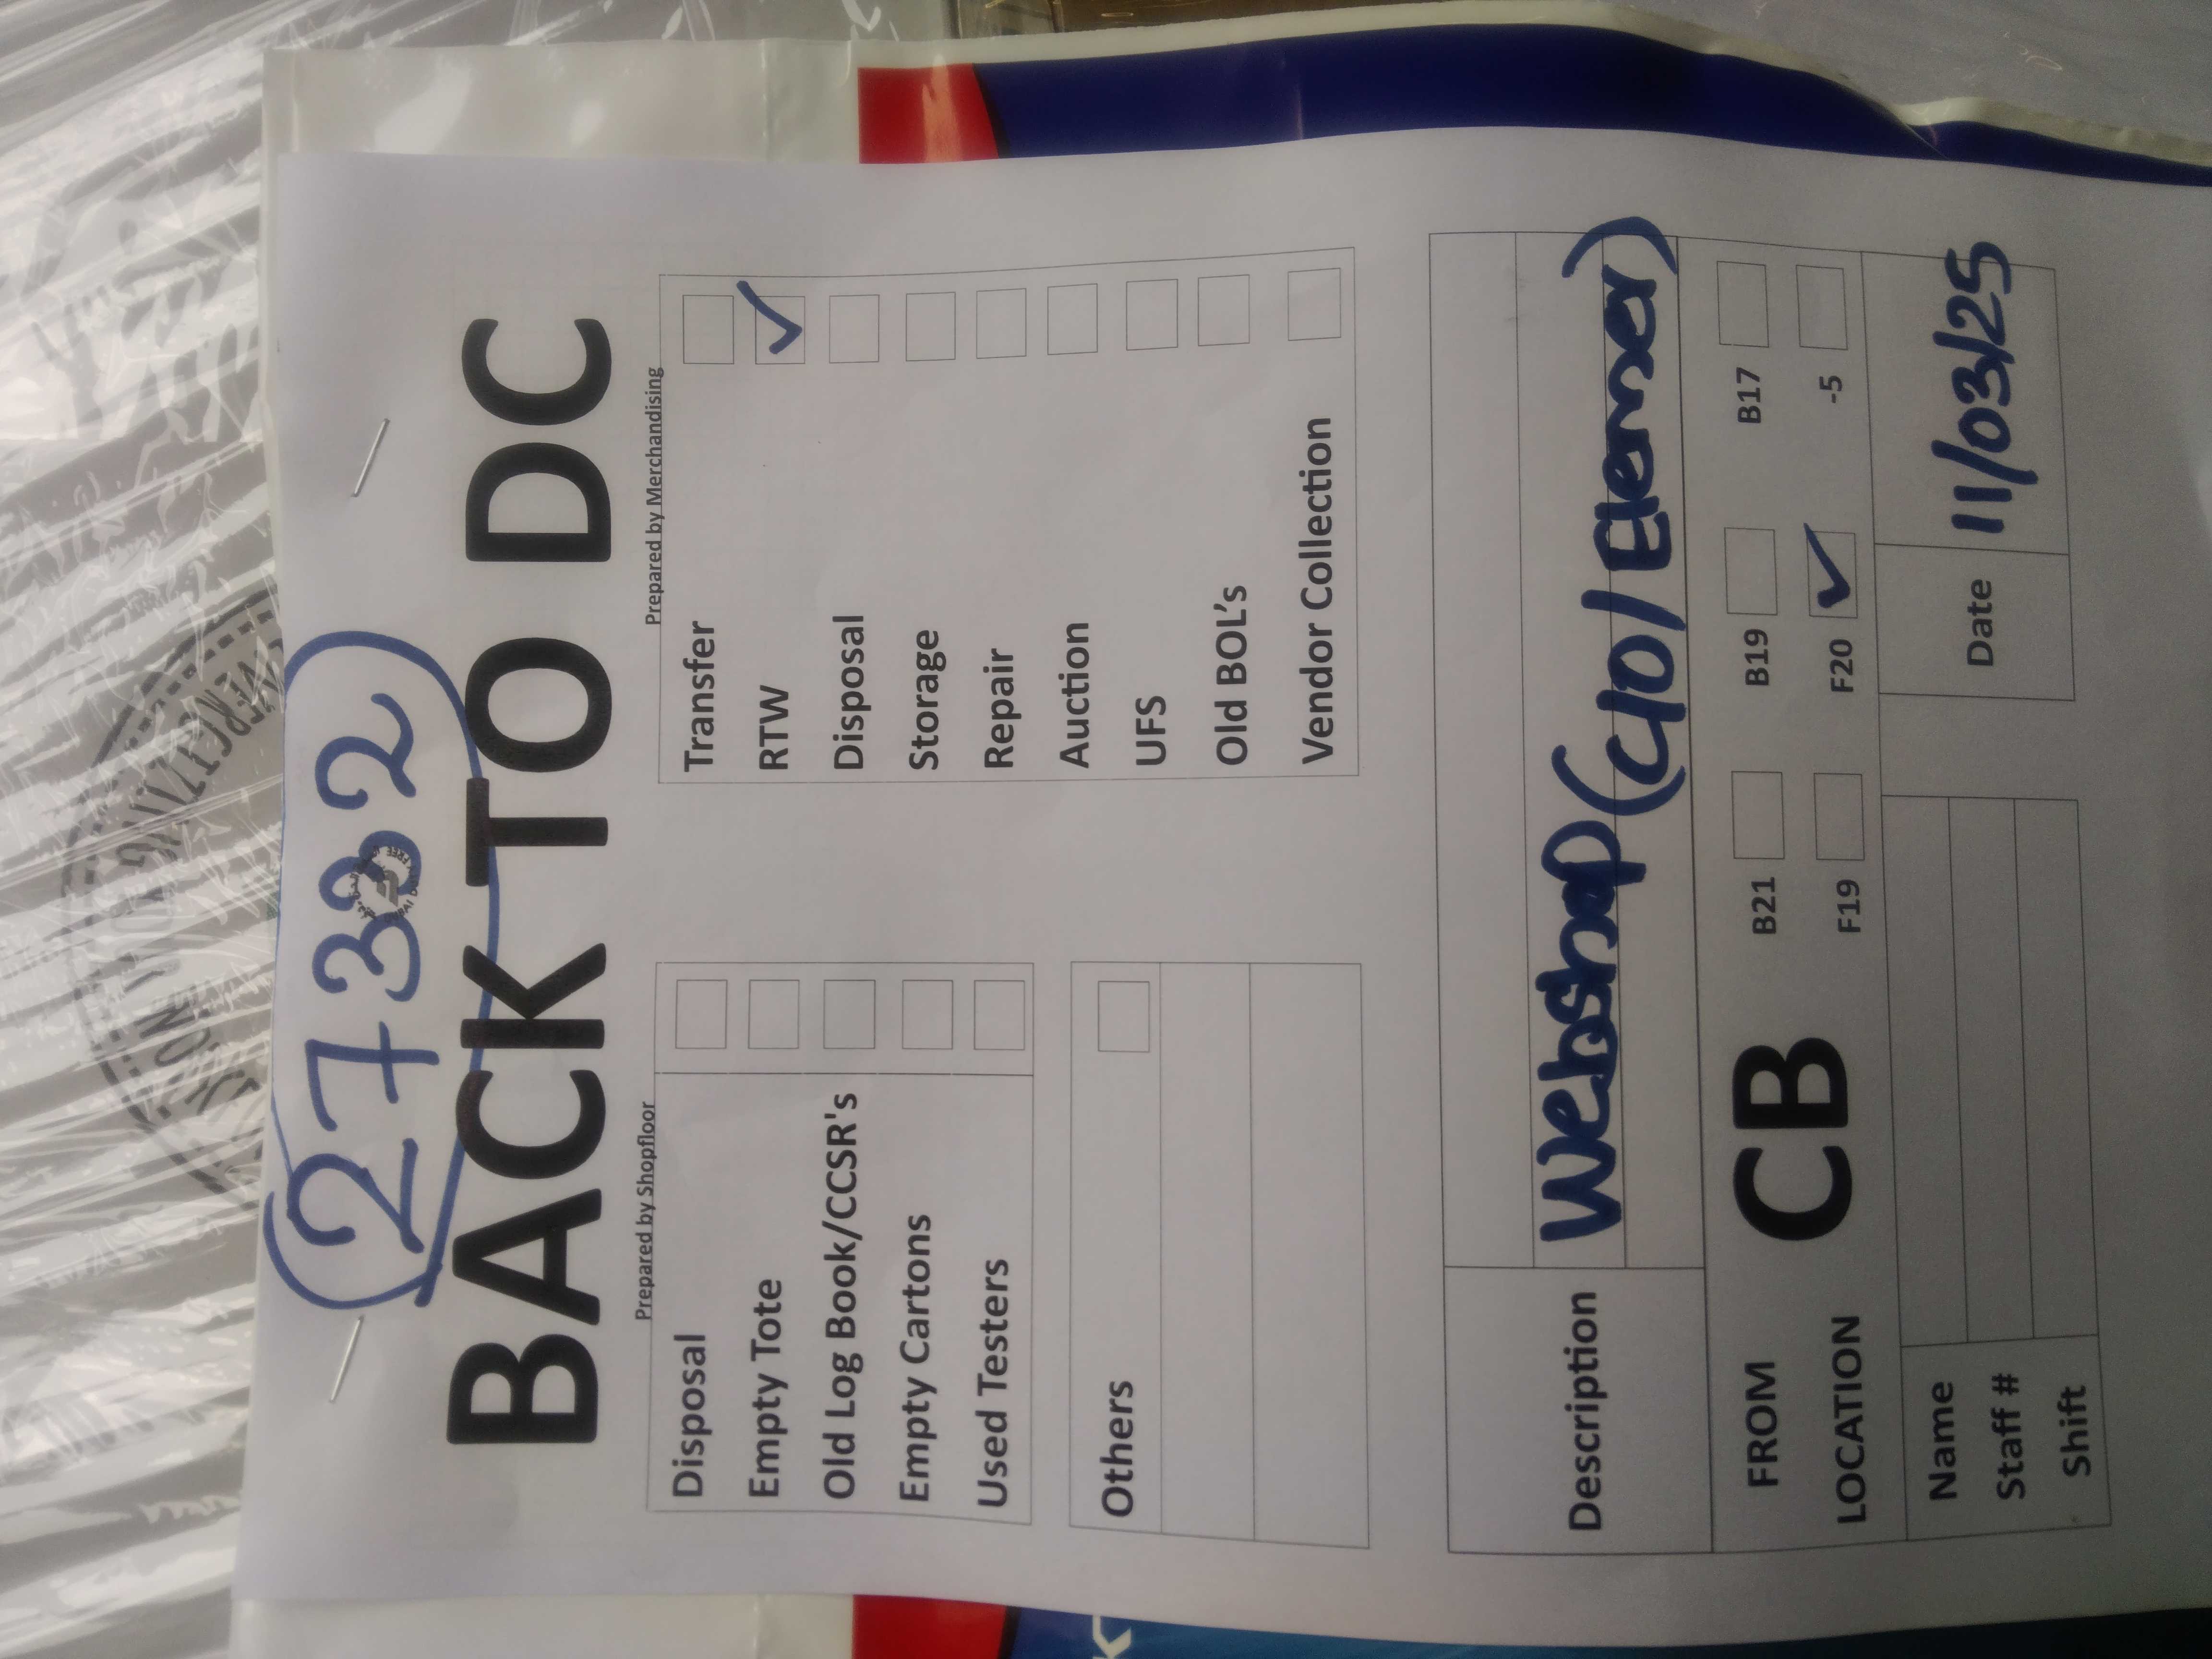 27332
BACK TO DC
Prepared by Shopfloor
Disposal
Empty Tote
Old Log Book/CCSR's
Empty Cartons
Used Testers
Others
Prepared by Merchandising
Transfer
RTW
Disposal
Storage
Repair
Auction
UFS
Old BOL's
Vendor Collection
Description
Webshop (C401
FROM
LOCATION
CB
B21 B19 B17
F19 F20 -5
Name
Staff #
Shift
Date 11/03/25